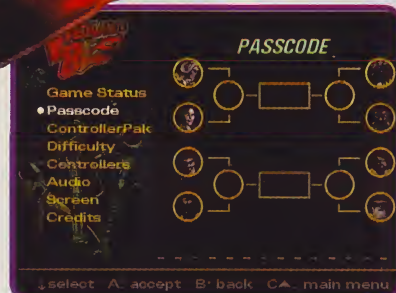 PASSCODE
Game Status
Passcode
ControllerPak
Difficulty
Controllers
Audio
Screen
Credits
select A: accept B: back C▲ main menu